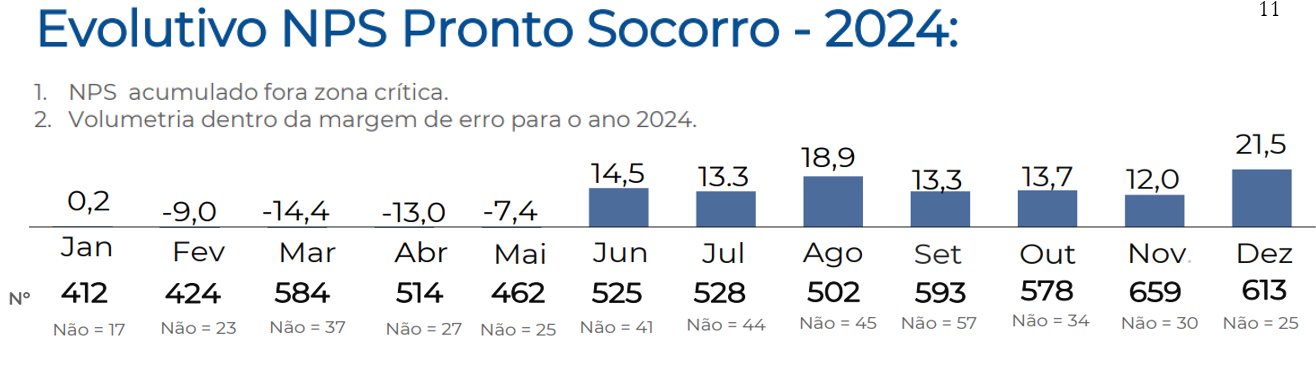 11
Evolutivo NPS Pronto Socorro - 2024:
1. NPS acumulado fora zona crítica.
2. Volumetria dentro da margem de erro para o ano 2024.
0,2 -9,0 -14,4 -13,0 -7,4 14,5 13.3 18,9 13,3 13,7 12,0 21,5
Jan Fev Mar Abr Mai Jun Jul Ago Set Out Nov. Dez
Nº 412 424 584 514 462 525 528 502 593 578 659 613
Não = 17 Não = 23 Não = 37 Não = 27 Não = 25 Não = 41 Não = 44 Não = 45 Não = 57 Não = 34 Não = 30 Não = 25